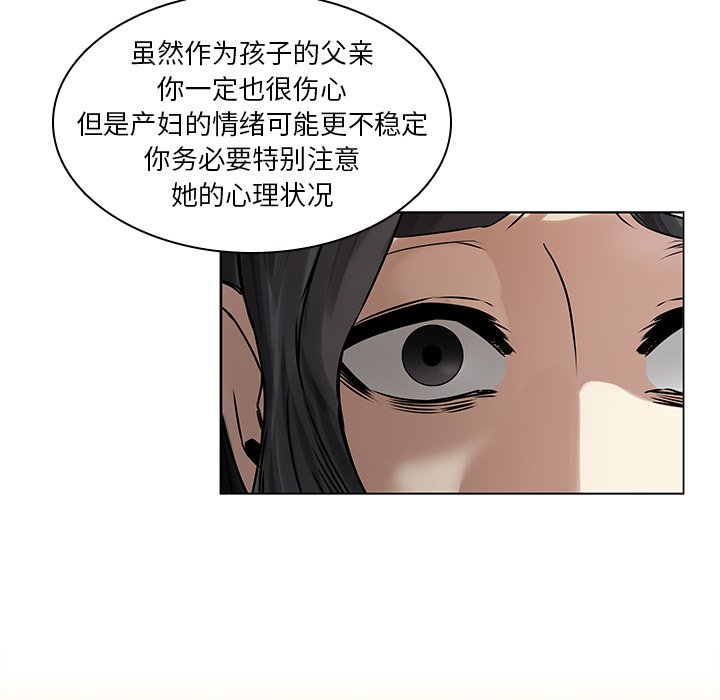 虽然作为孩子的父亲
你一定也很伤心
但是产妇的情绪可能更不稳定
你务必要特别注意
她的心理状况